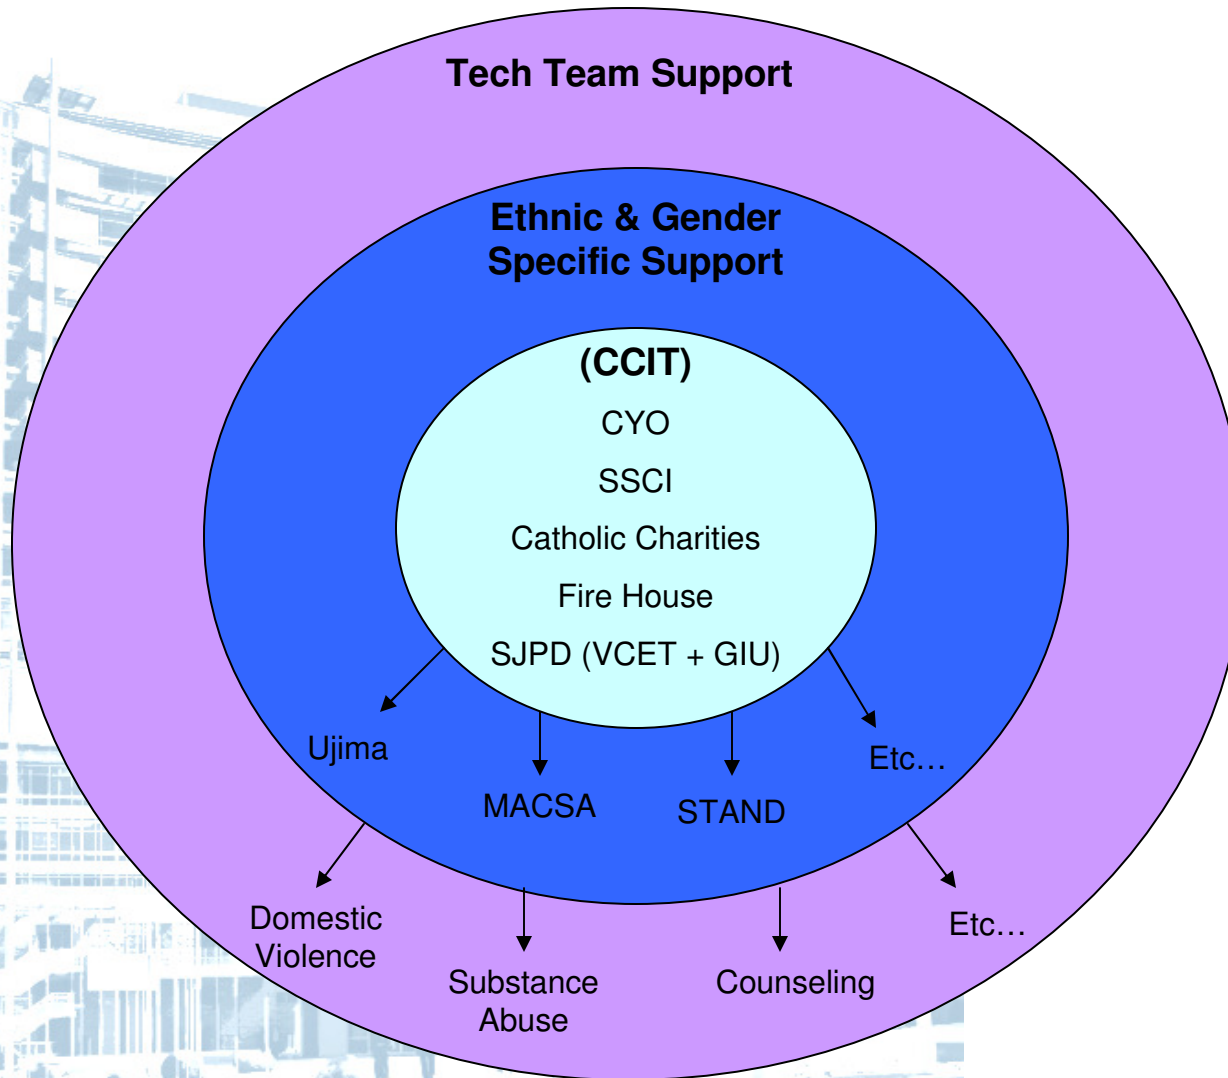 Tech Team Support
Ethnic & Gender
Specific Support
(CCIT)
CYO
SSCI
Catholic Charities
Fire House
SJPD (VCET + GIU)
Ujima
MACSA
STAND
Etc…
Domestic
Violence
Substance
Abuse
Counseling
Etc…